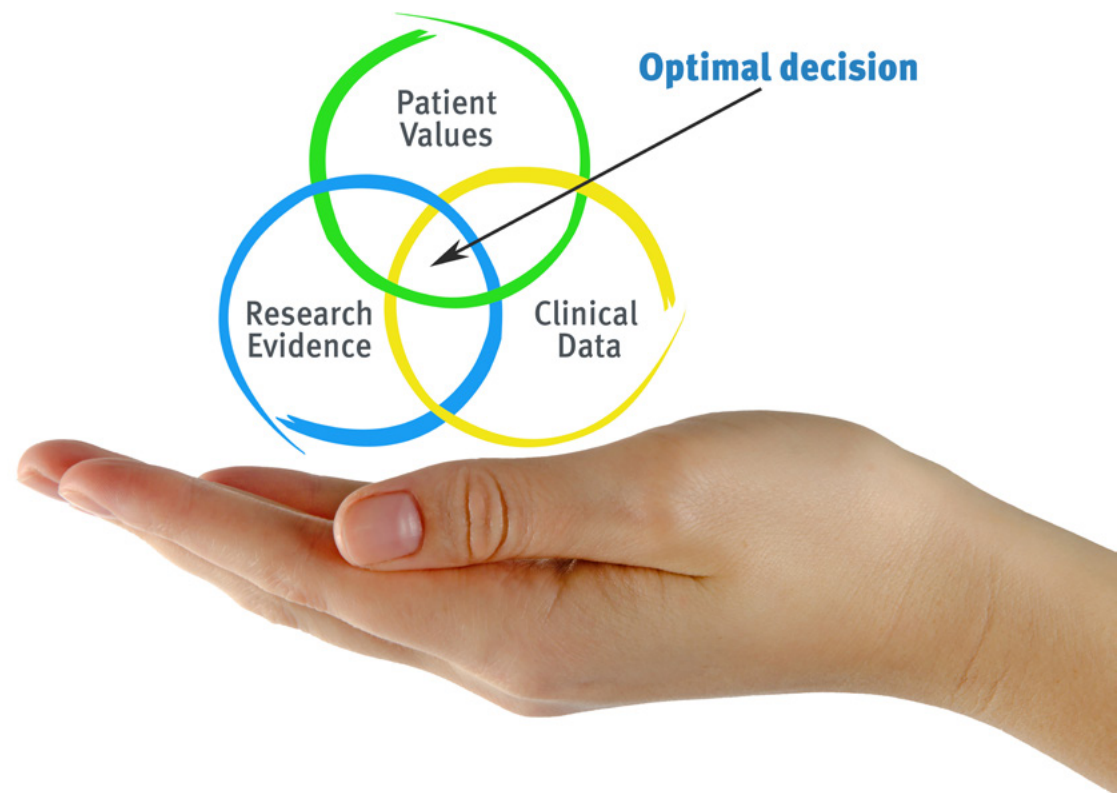 Optimal decision
Patient
Values
Research
Evidence
Clinical
Data